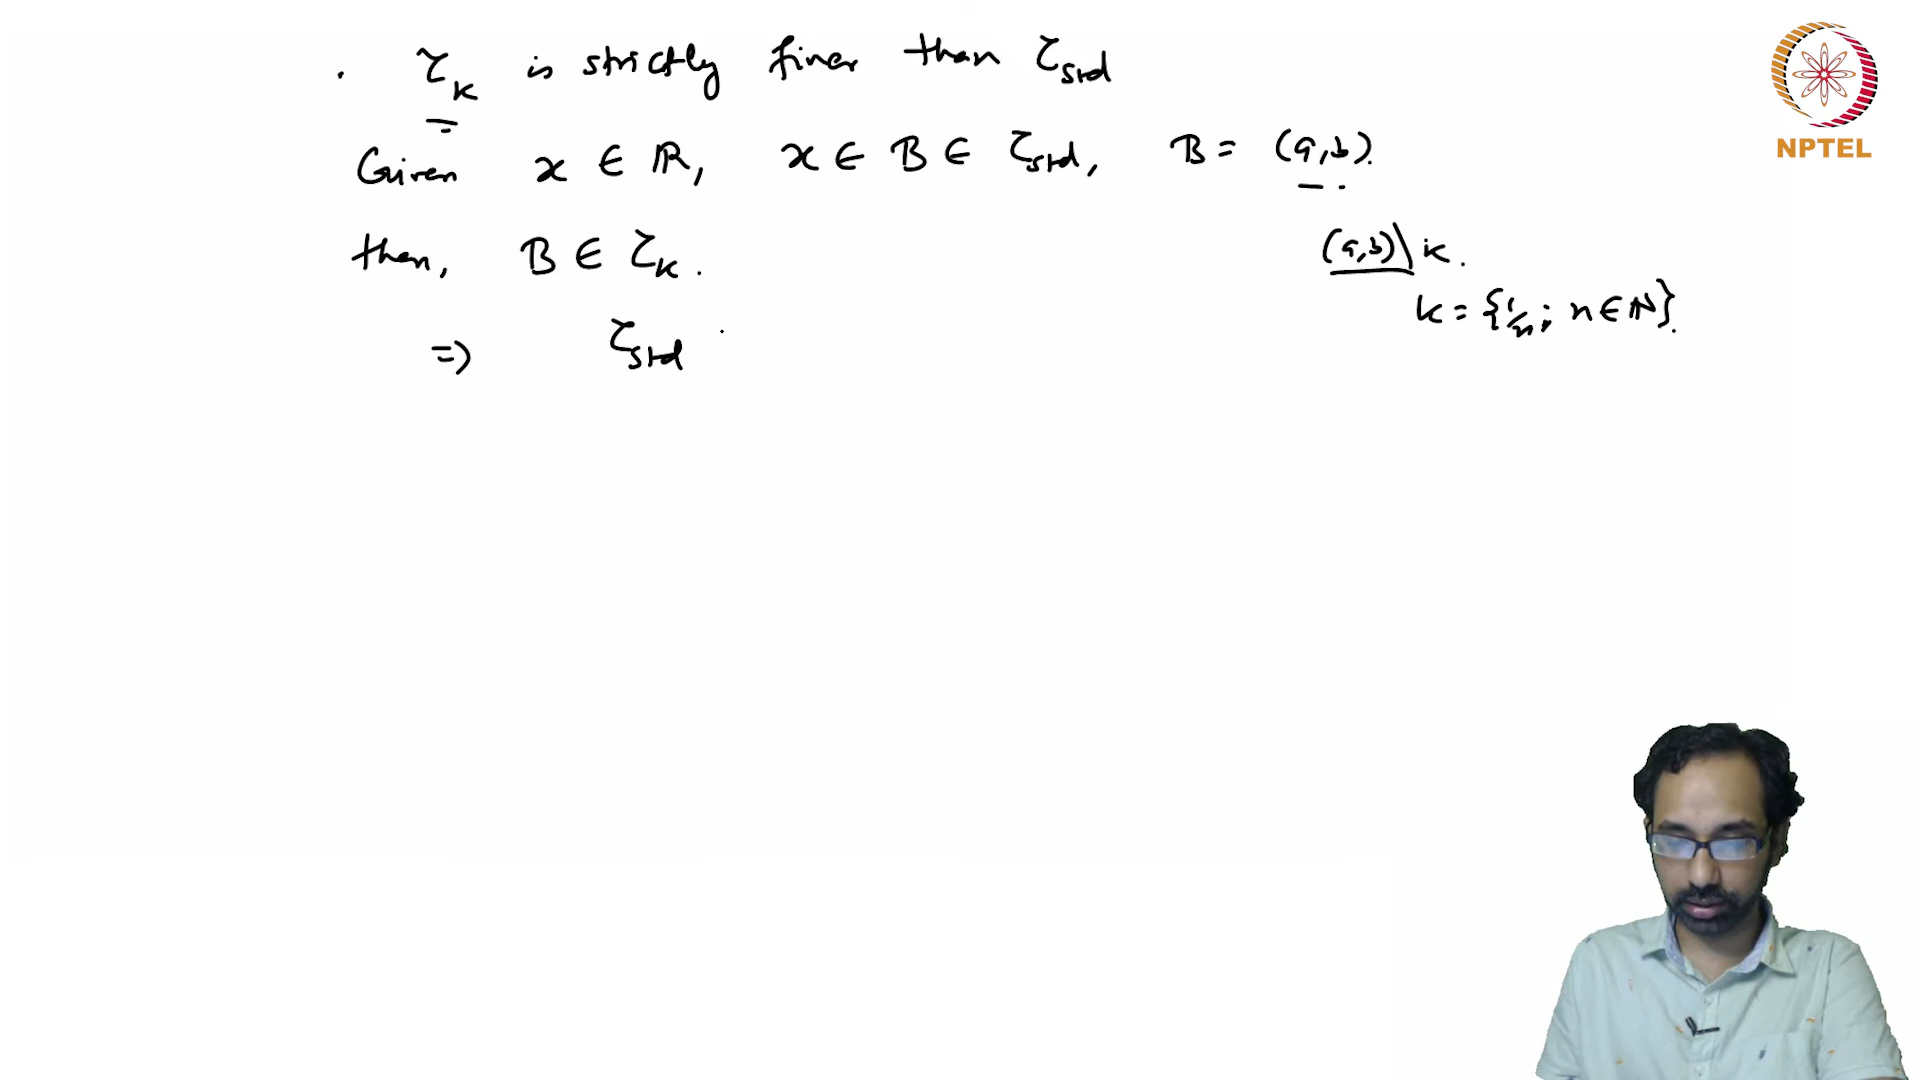 . τ_K is strictly finer than τ_std
Given x ∈ ℝ, x ∈ B ∈ τ_std, B = (a,b).
then, B ∈ τ_K.
(a,b)\K.
K = {1/n ; n ∈ ℕ}.
⇒ τ_std
NPTEL